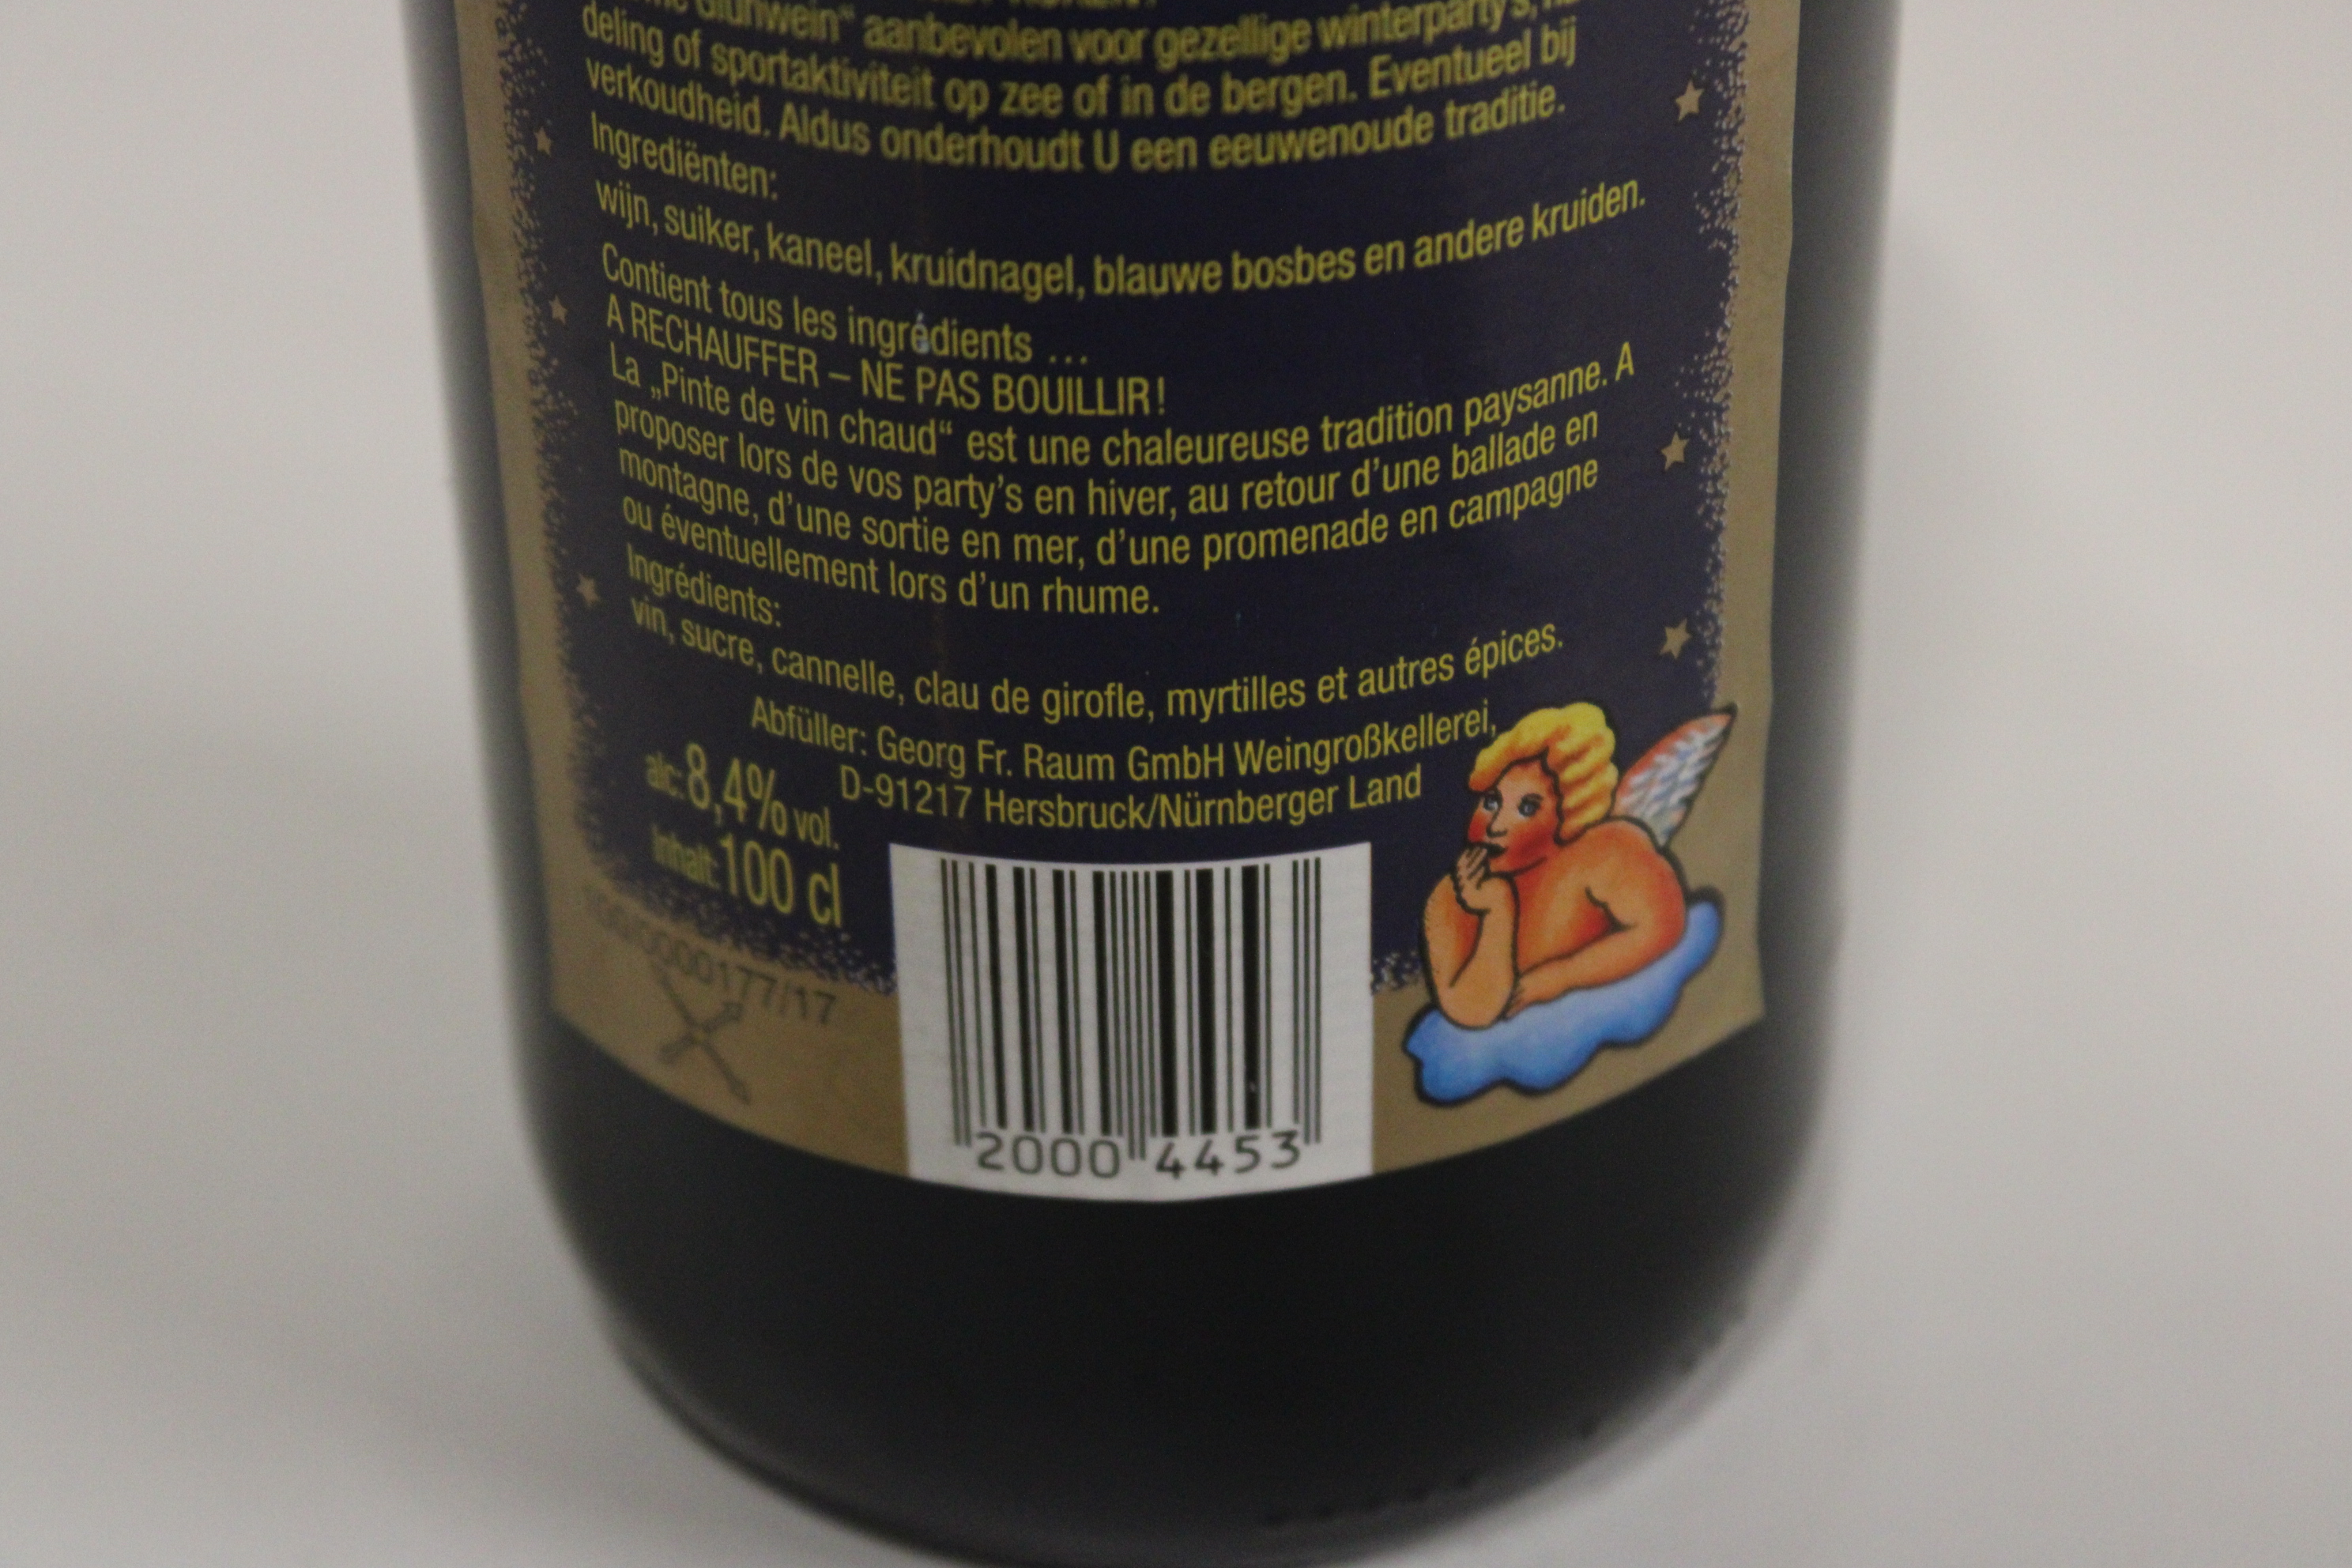 Glühwein“ aanbevolen voor gezellige winterparty's,
deling of sportaktiviteit op zee of in de bergen. Eventueel bij
verkoudheid. Aldus onderhoudt U een eeuwenoude traditie.
Ingrediënten:
wijn, suiker, kaneel, kruidnagel, blauwe bosbes en andere kruiden.
Contient tous les ingrédients ...
A RECHAUFFER – NE PAS BOUILLIR!
La „Pinte de vin chaud“ est une chaleureuse tradition paysanne. A
proposer lors de vos party's en hiver, au retour d'une ballade en
montagne, d'une sortie en mer, d'une promenade en campagne
ou éventuellement lors d'un rhume.
Ingrédients:
vin, sucre, cannelle, clau de girofle, myrtilles et autres épices.
Abfüller: Georg Fr. Raum GmbH Weingroßkellerei,
D-91217 Hersbruck/Nürnberger Land
alc. 8,4% vol.
Inhalt: 100 cl
2000 4453